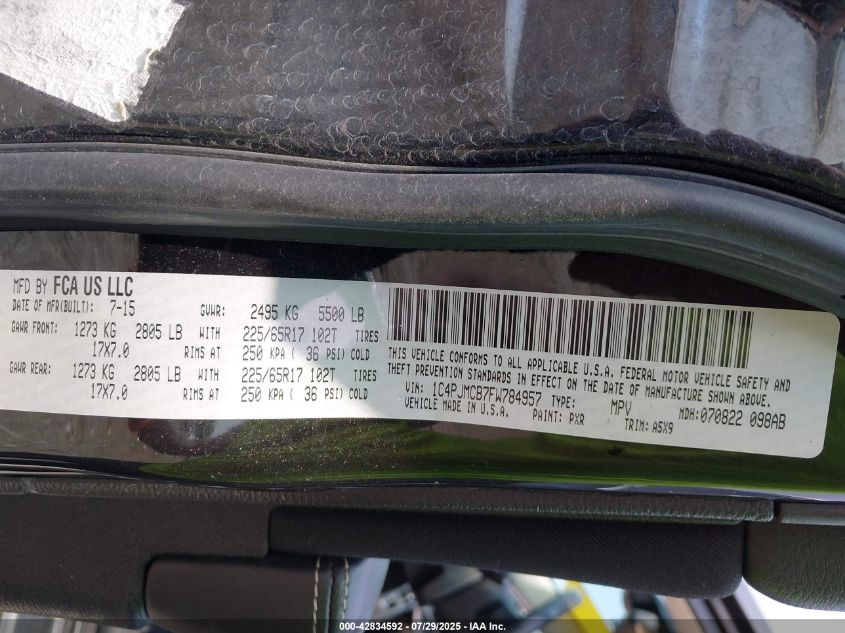 MFD BY FCA US LLC
DATE OF MFR(BUILT): 7-15 GVWR: 2495 KG 5500 LB
GAWR FRONT: 1273 KG 2805 LB WITH 225/65R17 102T TIRES
17X7.0 RIMS AT 250 KPA ( 36 PSI) COLD
GAWR REAR: 1273 KG 2805 LB WITH 225/65R17 102T TIRES
17X7.0 RIMS AT 250 KPA ( 36 PSI) COLD
THIS VEHICLE CONFORMS TO ALL APPLICABLE U.S.A. FEDERAL MOTOR VEHICLE SAFETY AND
THEFT PREVENTION STANDARDS IN EFFECT ON THE DATE OF MANUFACTURE SHOWN ABOVE.
VIN: 1C4PJMCB7FW784957 TYPE: MPV MDH: 070822 098AB
VEHICLE MADE IN U.S.A. PAINT: PXR TRIM: A5X9
000-42834592 - 07/29/2025 - IAA Inc.